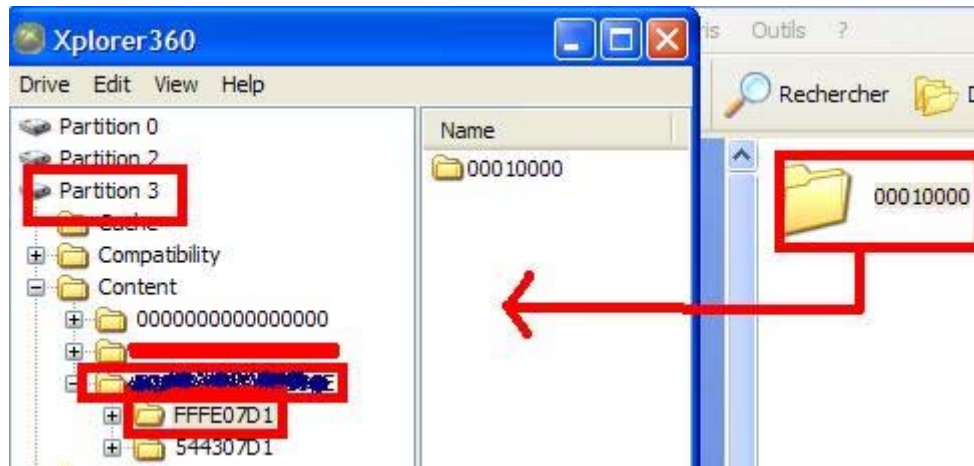 Xplorer360
Drive Edit View Help
Partition 0
Partition 2
Partition 3
Cache
Compatibility
Content
0000000000000000
E
FFFE07D1
544307D1
Name
00010000
Outils ?
Rechercher
00010000